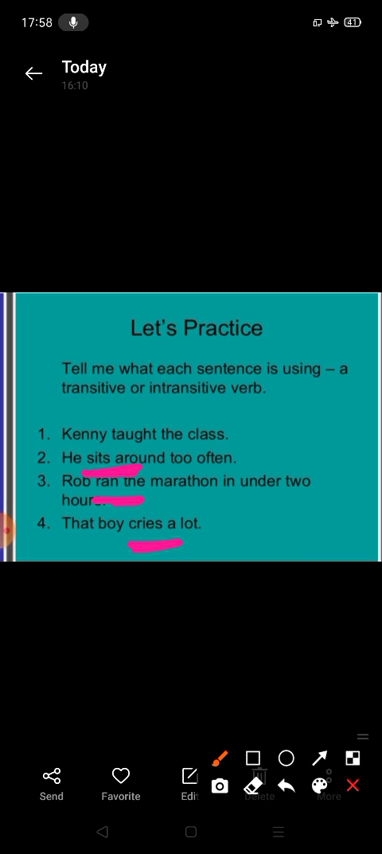 17:58
41
Today
16:10
Let's Practice
Tell me what each sentence is using – a
transitive or intransitive verb.
1. Kenny taught the class.
2. He sits around too often.
3. Rob ran the marathon in under two
hours.
4. That boy cries a lot.
Send Favorite Edit Delete More